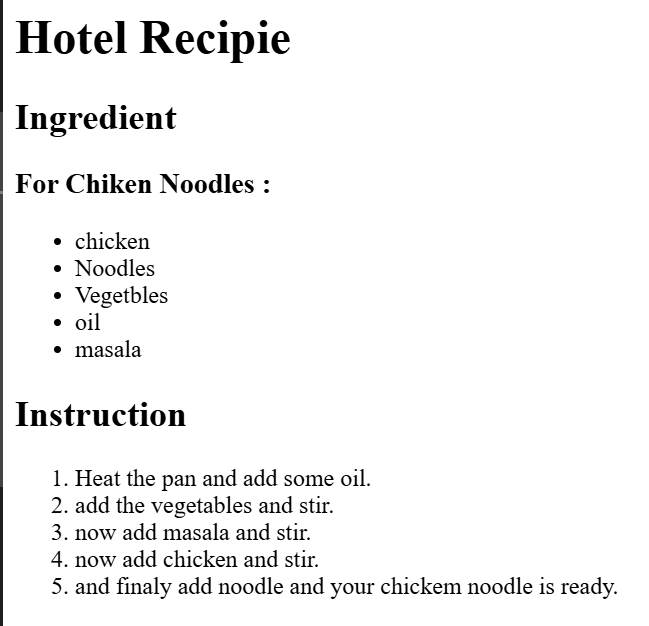 Hotel Recipie
Ingredient
For Chiken Noodles :
• chicken
• Noodles
• Vegetbles
• oil
• masala
Instruction
1. Heat the pan and add some oil.
2. add the vegetables and stir.
3. now add masala and stir.
4. now add chicken and stir.
5. and finaly add noodle and your chickem noodle is ready.